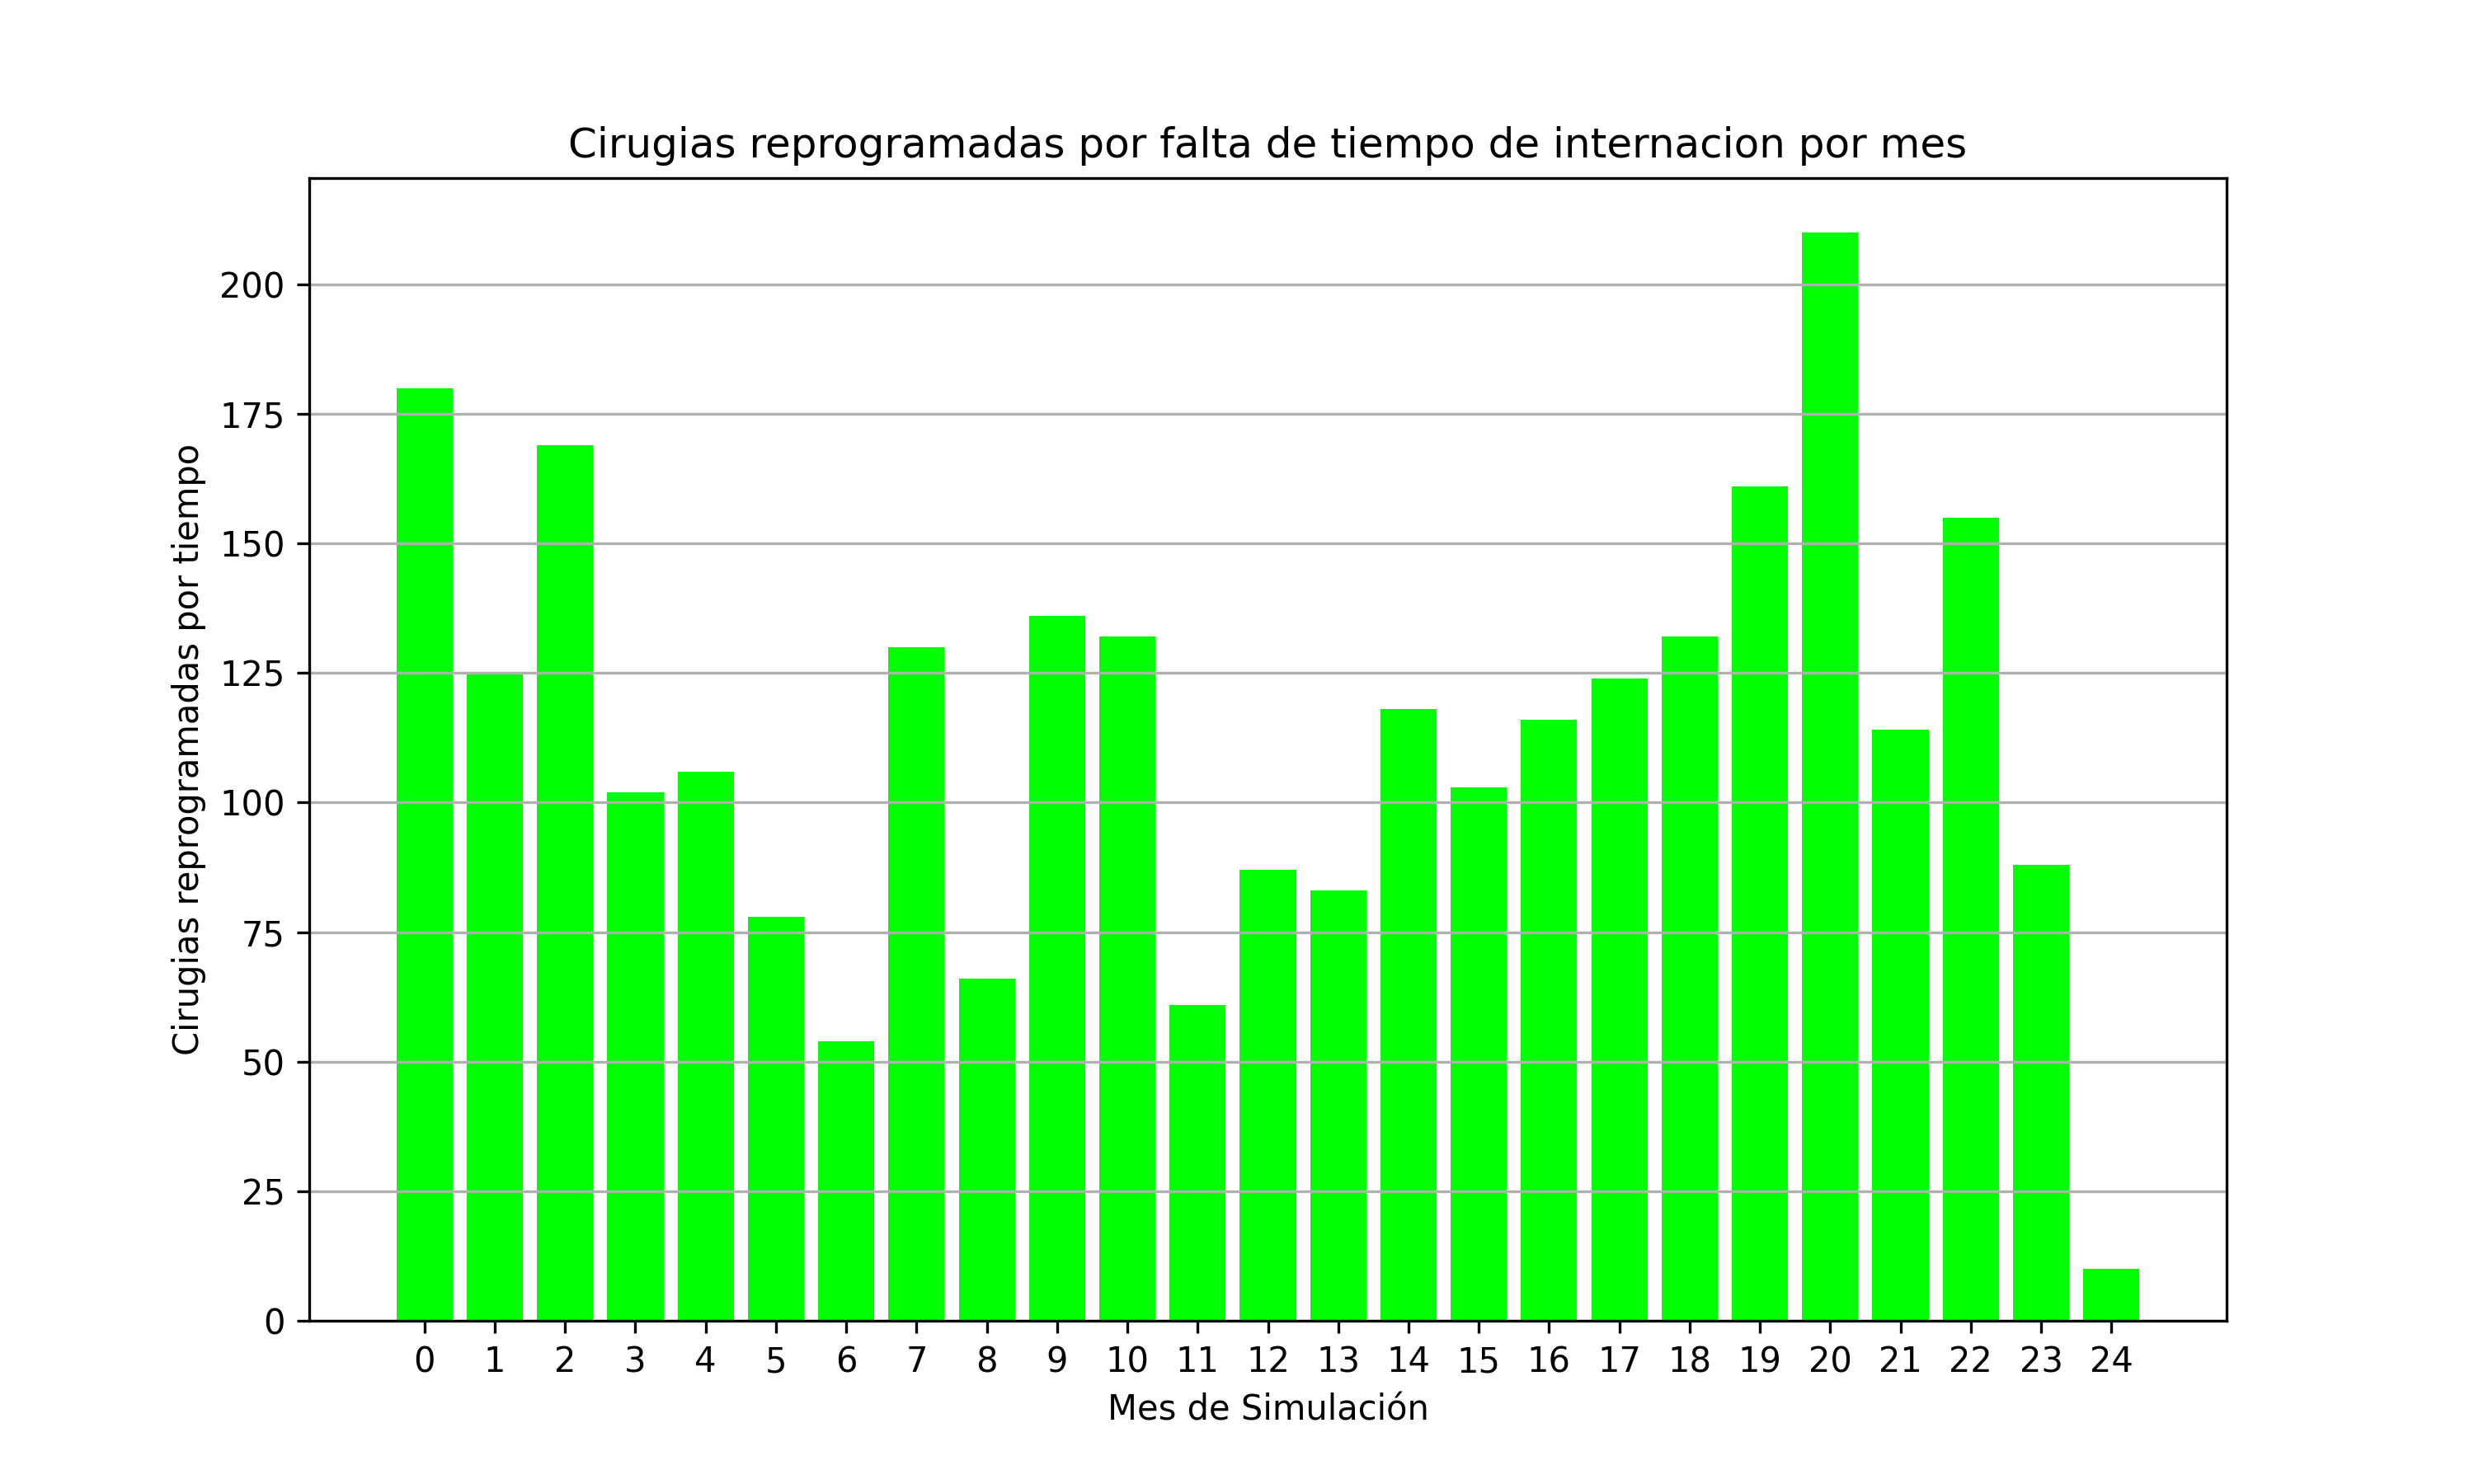 Cirugias reprogramadas por falta de tiempo de internacion por mes
Cirugias reprogramadas por tiempo
200
175
150
125
100
75
50
25
0
0 1 2 3 4 5 6 7 8 9 10 11 12 13 14 15 16 17 18 19 20 21 22 23 24
Mes de Simulación